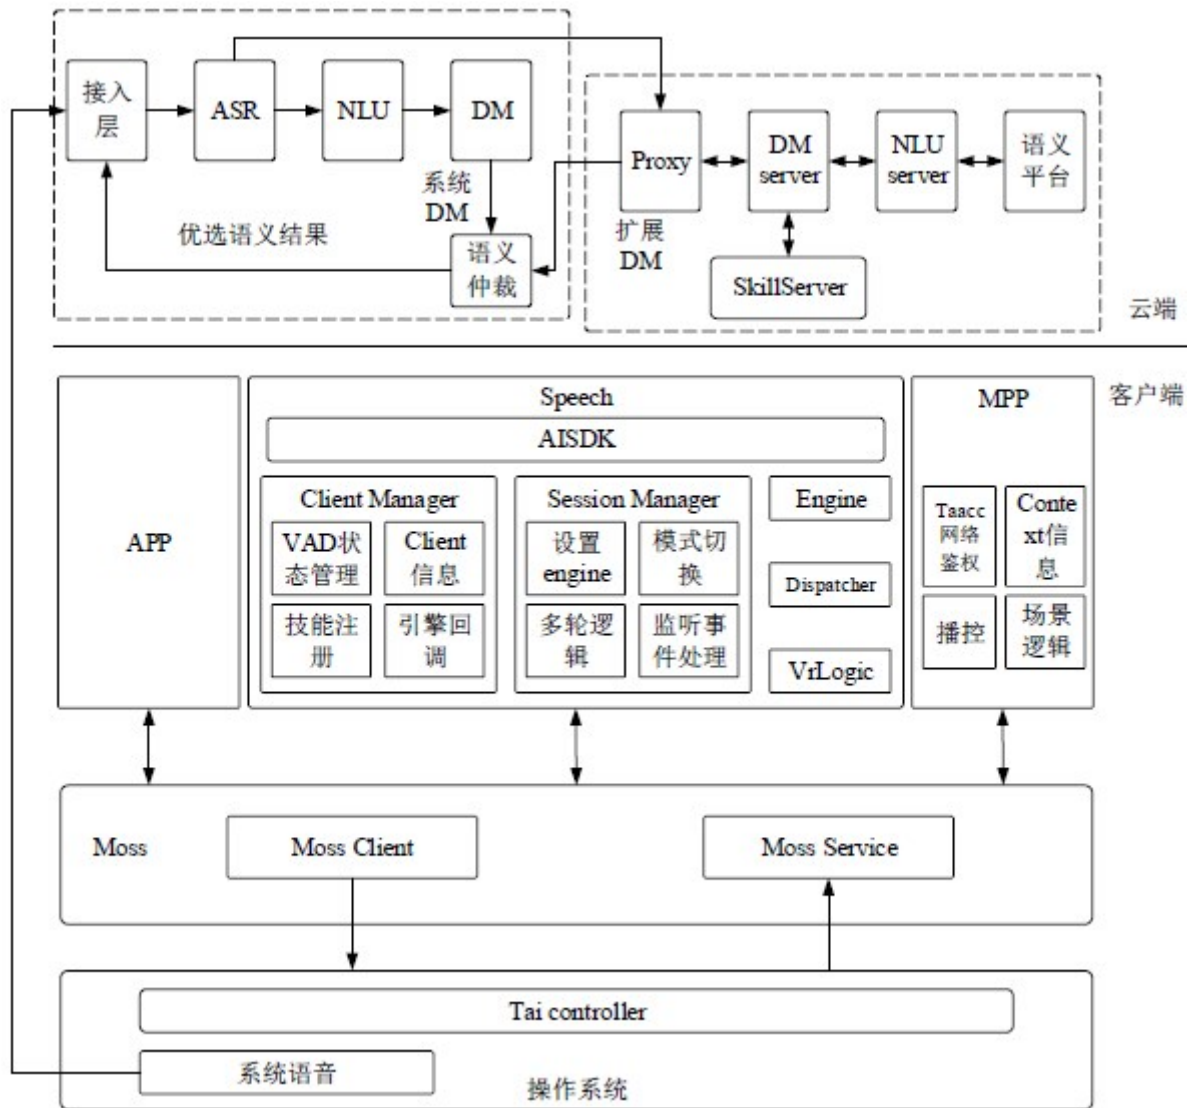 接入
层
ASR
NLU
DM
Proxy
DM
server
NLU
server
语义
平台
系统
DM
优选语义结果
语义
仲裁
扩展
DM
SkillServer
云端
客户端
APP
Speech
AISDK
Client Manager
VAD状
态管理
Client
信息
技能注
册
引擎回
调
Session Manager
设置
engine
模式切
换
多轮逻
辑
监听事
件处理
Engine
Dispatcher
VrLogic
MPP
Taacc
网络
鉴权
Conte
xt信
息
播控
场景
逻辑
Moss
Moss Client
Moss Service
Tai controller
系统语音
操作系统